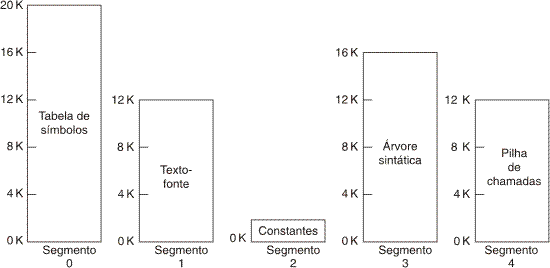 20 K
16 K
12 K
8 K
4 K
0 K
Tabela de
símbolos
Segmento
0
12 K
8 K
4 K
0 K
Texto-
fonte
Segmento
1
0 K
Constantes
Segmento
2
16 K
12 K
8 K
4 K
0 K
Árvore
sintática
Segmento
3
12 K
8 K
4 K
0 K
Pilha
de
chamadas
Segmento
4